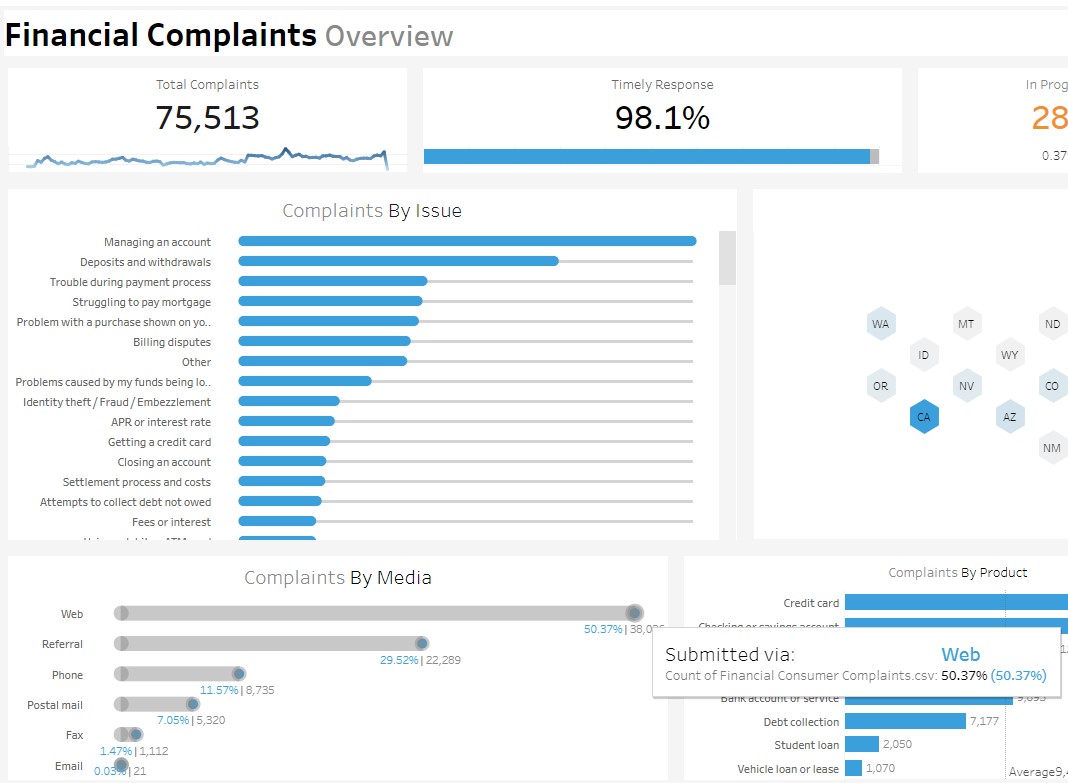 Financial Complaints Overview
Total Complaints
75,513
Timely Response
98.1%
In Prog
28
0.37
Complaints By Issue
Managing an account
Deposits and withdrawals
Trouble during payment process
Struggling to pay mortgage
Problem with a purchase shown on yo..
Billing disputes
Other
Problems caused by my funds being lo..
Identity theft / Fraud / Embezzlement
APR or interest rate
Getting a credit card
Closing an account
Settlement process and costs
Attempts to collect debt not owed
Fees or interest
WA
MT
ND
ID
WY
OR
NV
CO
CA
AZ
NM
Complaints By Media
Web
50.37% | 38,0
Referral
29.52% | 22,289
Phone
11.57% | 8,735
Postal mail
7.05% | 5,320
Fax
1.47% | 1,112
Email
0.03% | 21
Complaints By Product
Credit card
Checking or savings account
Submitted via: Web
Count of Financial Consumer Complaints.csv: 50.37% (50.37%)
Bank account or service
Debt collection 7,177
Student loan 2,050
Vehicle loan or lease 1,070
Average9,4